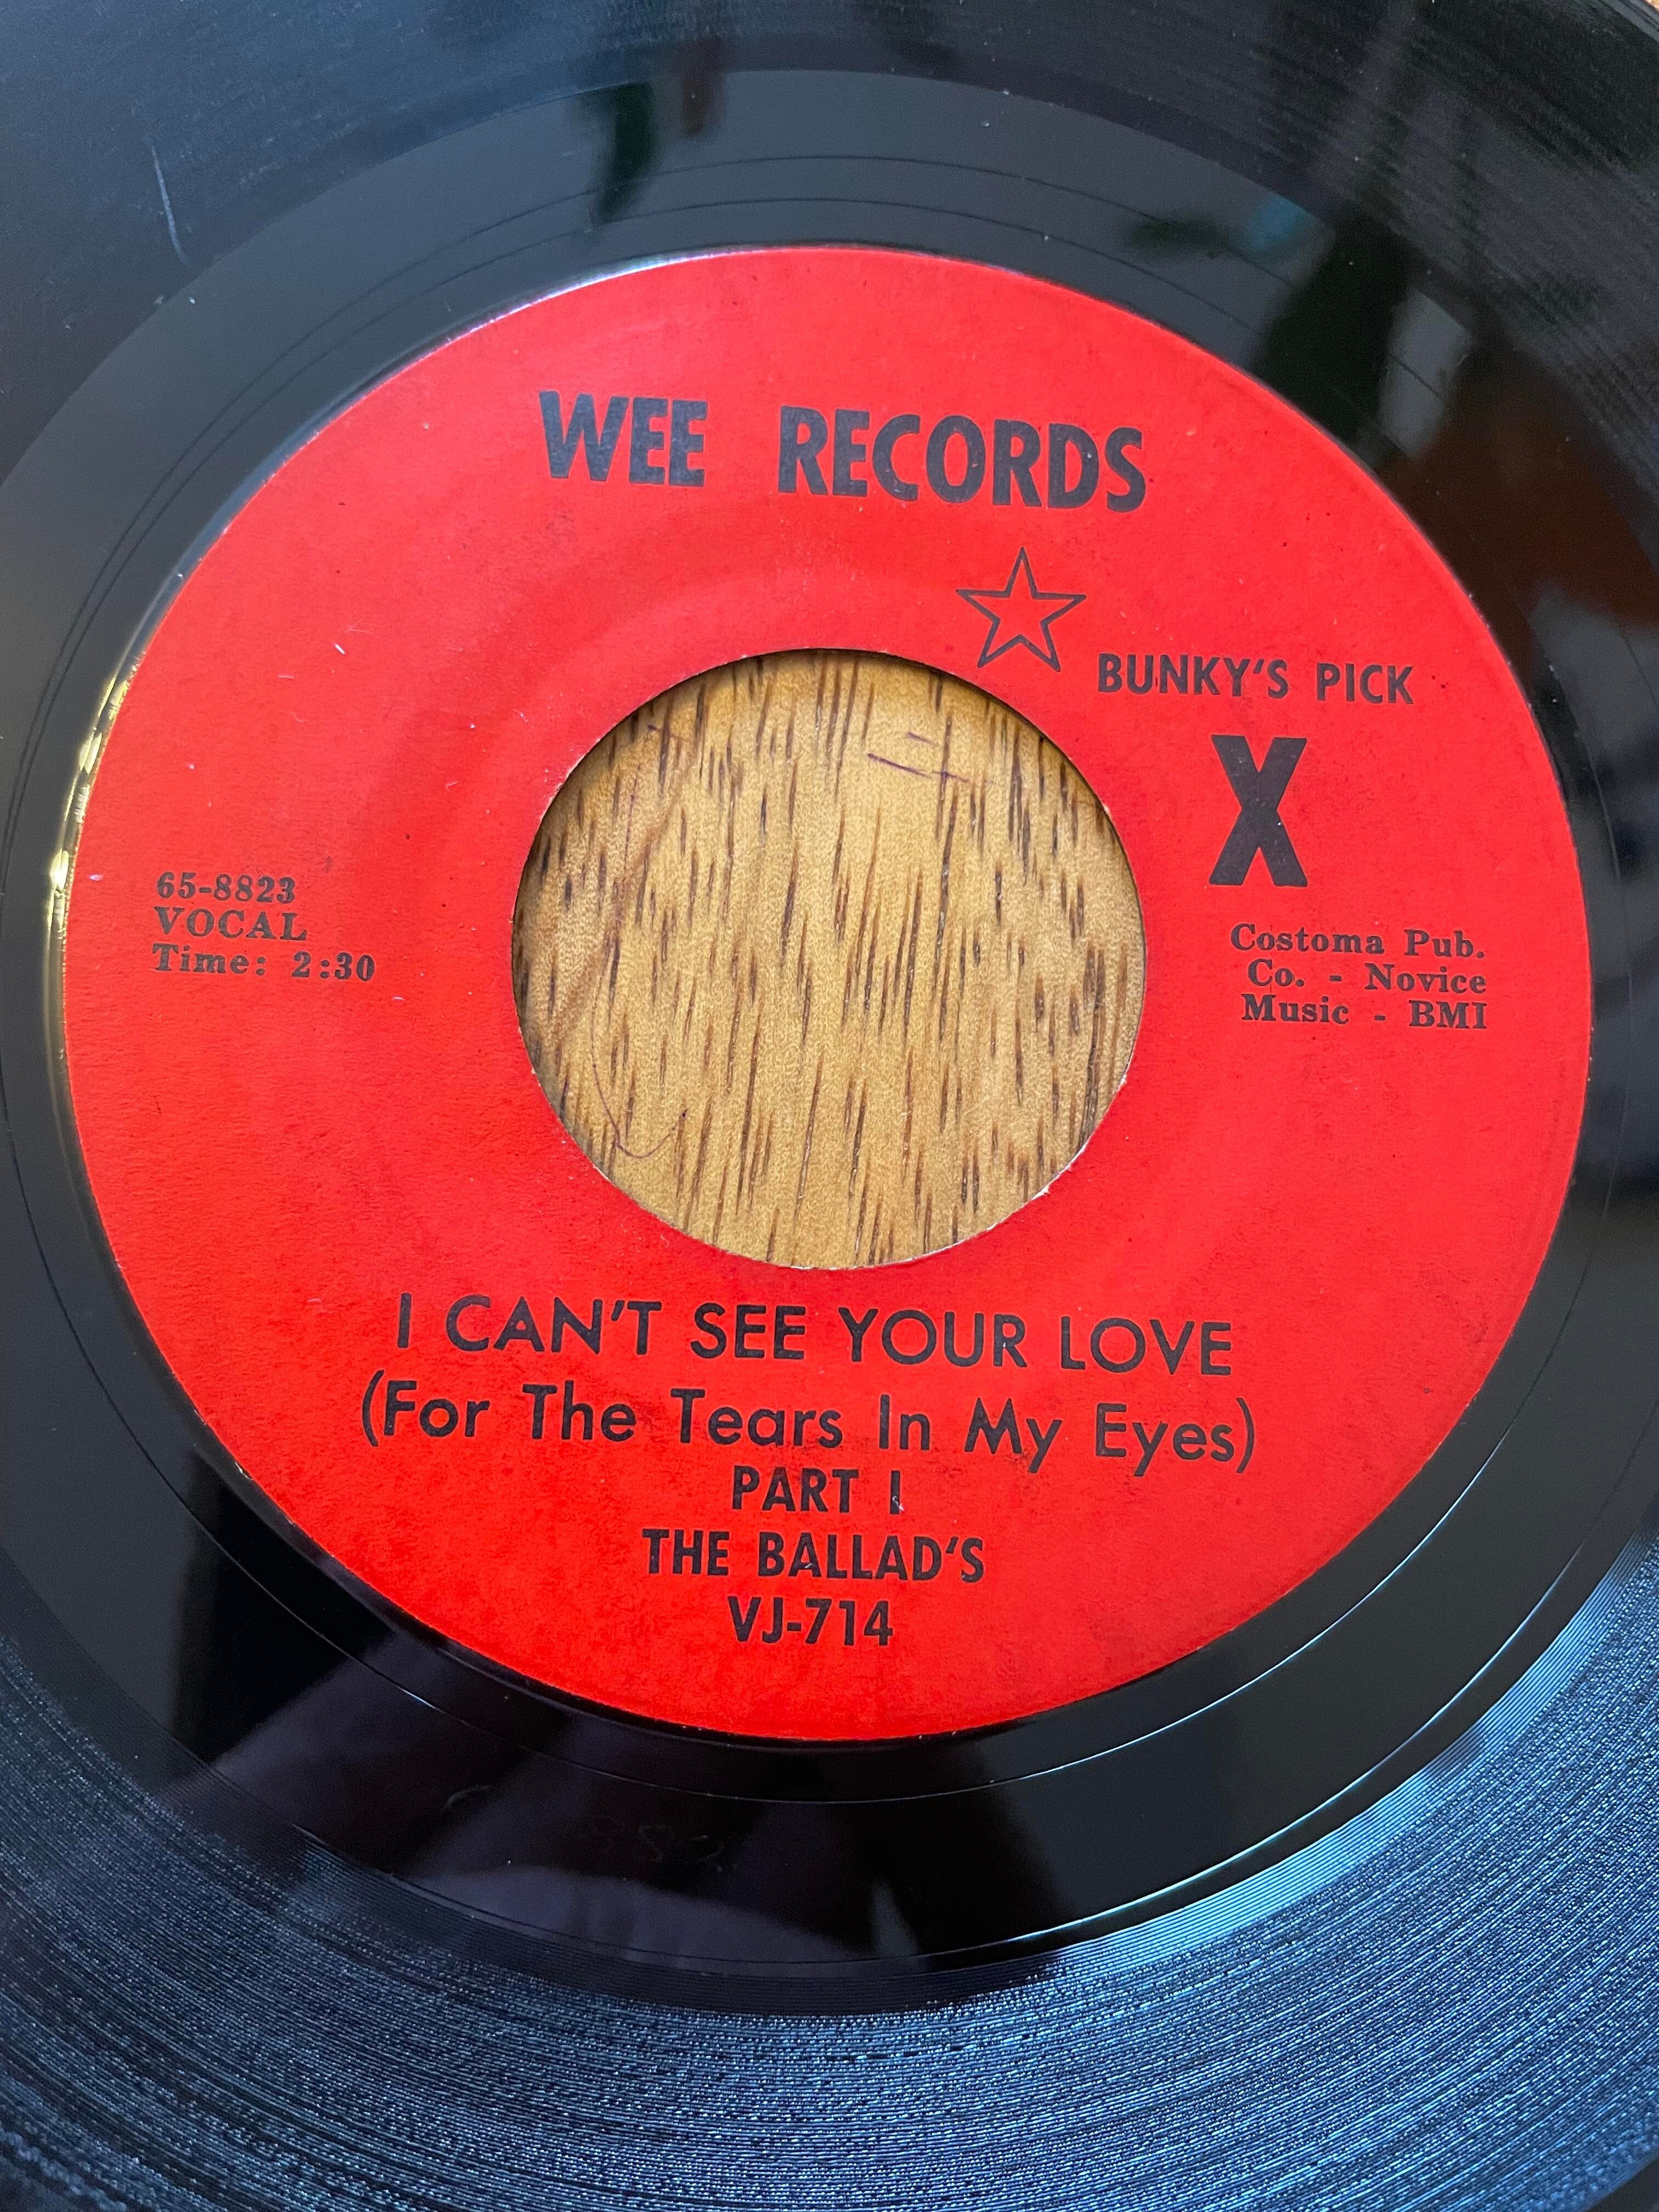 WEE RECORDS
BUNKY'S PICK
X
65-8823
VOCAL
Time: 2:30
Costoma Pub.
Co. - Novice
Music - BMI
I CAN'T SEE YOUR LOVE
(For The Tears In My Eyes)
PART I
THE BALLAD'S
VJ-714